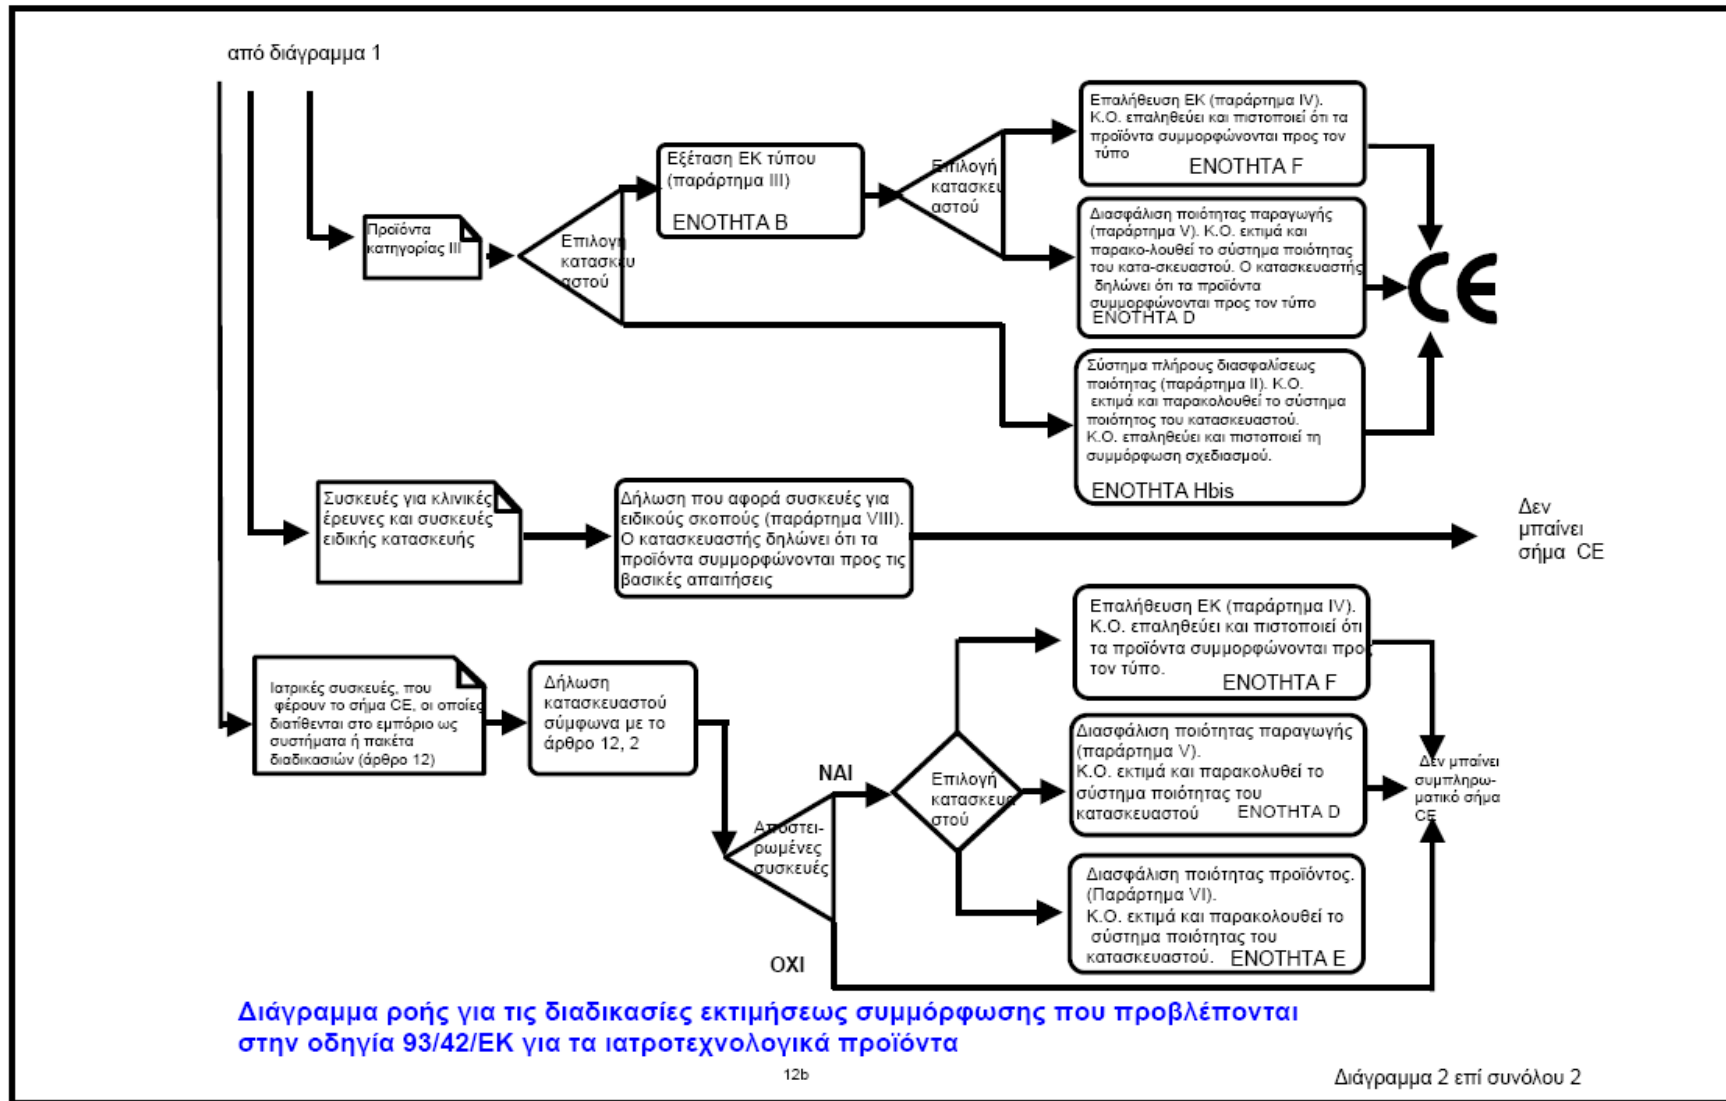 από διάγραμμα 1
Επαλήθευση ΕΚ (παράρτημα IV).
Κ.Ο. επαληθεύει και πιστοποιεί ότι τα
προϊόντα συμμορφώνονται προς τον
τύπο
ΕΝΟΤΗΤΑ F
Εξέταση ΕΚ τύπου
(παράρτημα III)
ΕΝΟΤΗΤΑ Β
Επιλογή
κατασκευ
αστού
Διασφάλιση ποιότητας παραγωγής
(παράρτημα V). Κ.Ο. εκτιμά και
παρακο-λουθεί το σύστημα ποιότητας
του κατα-σκευαστού. Ο κατασκευαστής
δηλώνει ότι τα προϊόντα
συμμορφώνονται προς τον τύπο
ΕΝΟΤΗΤΑ D
Προϊόντα
κατηγορίας III
Επιλογή
κατασκευ
αστού
CE
Σύστημα πλήρους διασφαλίσεως
ποιότητας (παράρτημα II). Κ.Ο.
εκτιμά και παρακολουθεί το σύστημα
ποιότητος του κατασκευαστού.
Κ.Ο. επαληθεύει και πιστοποιεί τη
συμμόρφωση σχεδιασμού.
ΕΝΟΤΗΤΑ Hbis
Συσκευές για κλινικές
έρευνες και συσκευές
ειδικής κατασκευής
Δήλωση που αφορά συσκευές για
ειδικούς σκοπούς (παράρτημα VIII).
Ο κατασκευαστής δηλώνει ότι τα
προϊόντα συμμορφώνονται προς τις
βασικές απαιτήσεις
Δεν
μπαίνει
σήμα CE
Επαλήθευση ΕΚ (παράρτημα IV).
Κ.Ο. επαληθεύει και πιστοποιεί ότι
τα προϊόντα συμμορφώνονται προς
τον τύπο.
ΕΝΟΤΗΤΑ F
Ιατρικές συσκευές, που
φέρουν το σήμα CE, οι οποίες
διατίθενται στο εμπόριο ως
συστήματα ή πακέτα
διαδικασιών (άρθρο 12)
Δήλωση
κατασκευαστού
σύμφωνα με το
άρθρο 12, 2
ΝΑΙ
Επιλογή
κατασκευα
στού
Διασφάλιση ποιότητας παραγωγής
(παράρτημα V).
Κ.Ο. εκτιμά και παρακολυθεί το
σύστημα ποιότητας του
κατασκευαστού ΕΝΟΤΗΤΑ D
Δεν μπαίνει
συμπληρω-
ματικό σήμα
CE
Αποστει-
ρωμένες
συσκευές
Διασφάλιση ποιότητας προϊόντος.
(Παράρτημα VI).
Κ.Ο. εκτιμά και παρακολουθεί το
σύστημα ποιότητας του
κατασκευαστού. ΕΝΟΤΗΤΑ Ε
ΟΧΙ
Διάγραμμα ροής για τις διαδικασίες εκτιμήσεως συμμόρφωσης που προβλέπονται
στην οδηγία 93/42/ΕΚ για τα ιατροτεχνολογικά προϊόντα
12b
Διάγραμμα 2 επί συνόλου 2